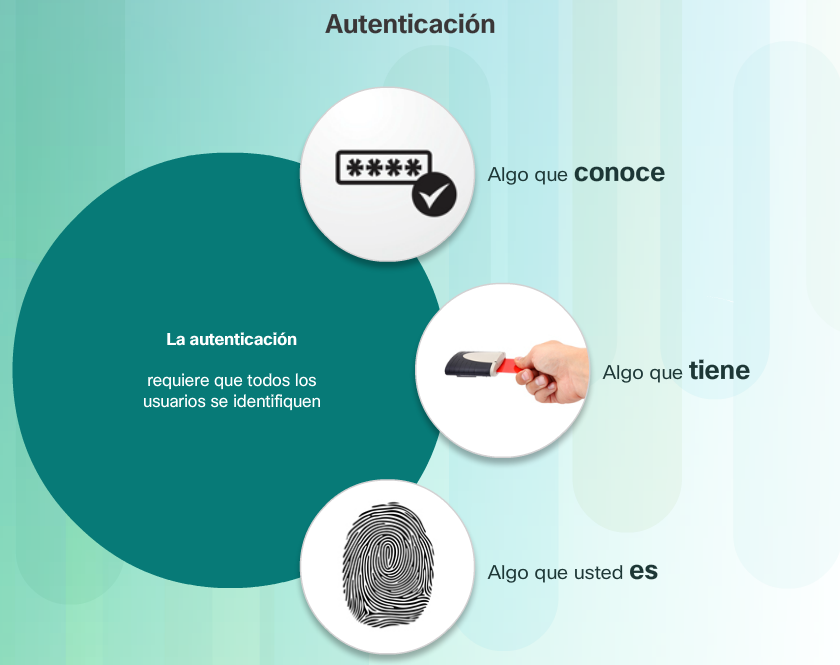 Autenticación
****
Algo que conoce
La autenticación
requiere que todos los
usuarios se identifiquen
Algo que tiene
Algo que usted es